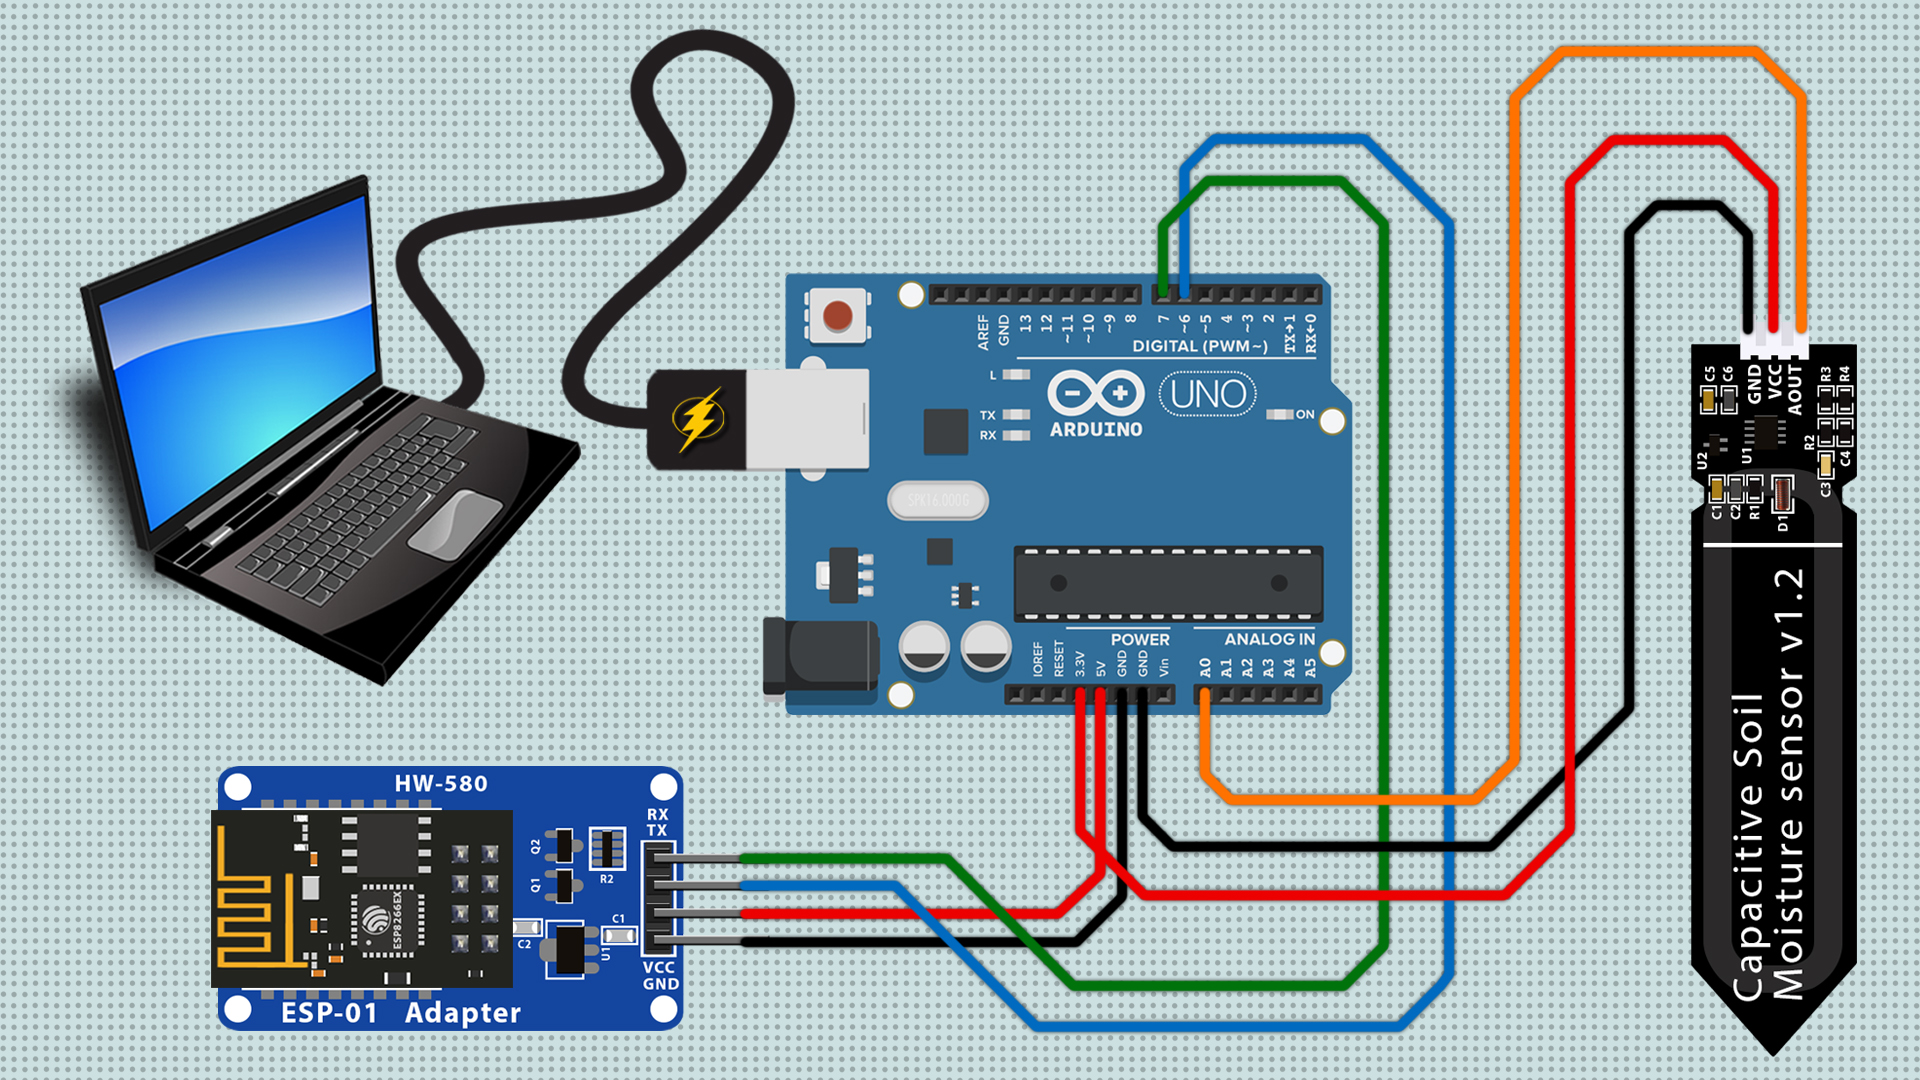 AREF
GND
13
12
~11
~10
~9
8
7
~6
~5
4
~3
2
TX→1
RX←0
DIGITAL (PWM~)
L
TX
RX
UNO
ON
ARDUINO
SPK16.000G
POWER
ANALOG IN
IOREF
RESET
3.3V
5V
GND
GND
Vin
A0
A1
A2
A3
A4
A5
HW-580
RX
TX
Q2
Q1
R2
C1
C2
U1
ESP8266EX
VCC
GND
ESP-01 Adapter
C5
C6
GND
VCC
AOUT
R3
R4
U2
U1
R2
C4
C3
C1
C2
R1
D1
Capacitive Soil
Moisture sensor v1.2